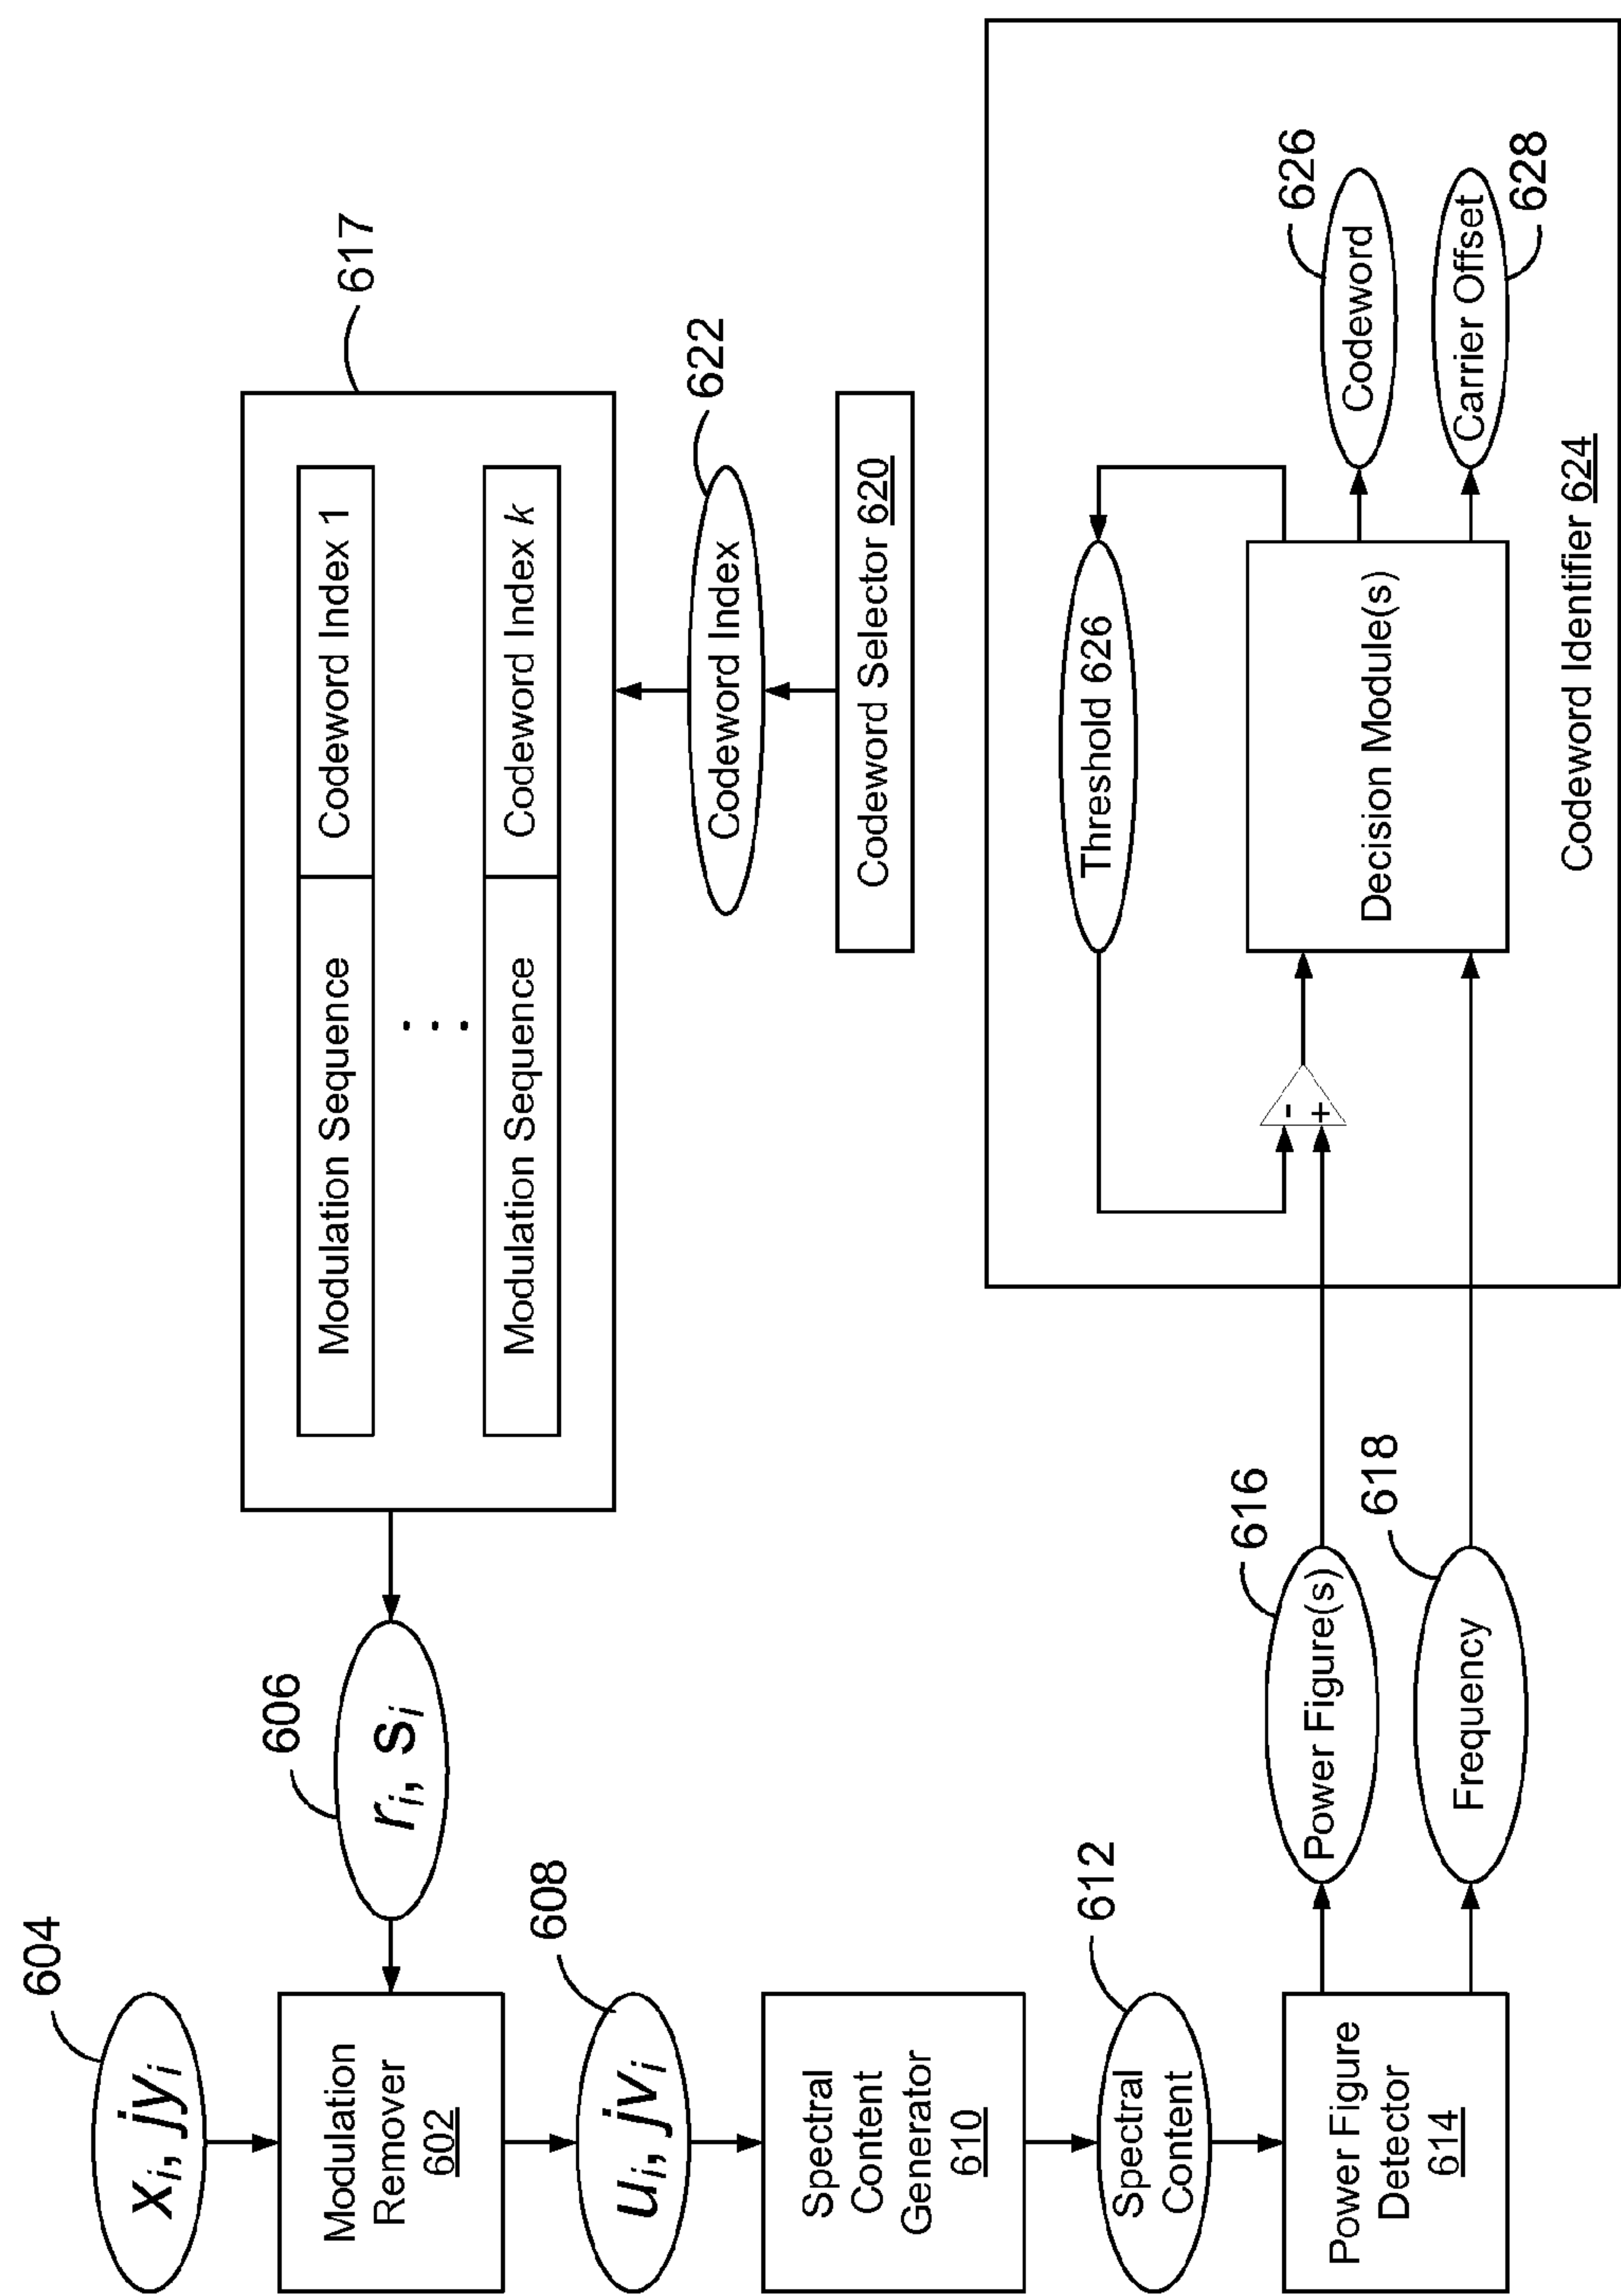 604
x_i, jy_i
Modulation
Remover
602
606
r_i, s_i
608
u_i, jv_i
Spectral
Content
Generator
610
612
Spectral
Content
Power Figure
Detector
614
617
Modulation Sequence
Codeword Index 1
...
Modulation Sequence
Codeword Index k
622
Codeword Index
Codeword Selector 620
616
Power Figure(s)
618
Frequency
Threshold 626
-
+
Decision Module(s)
626
Codeword
Carrier Offset
628
Codeword Identifier 624